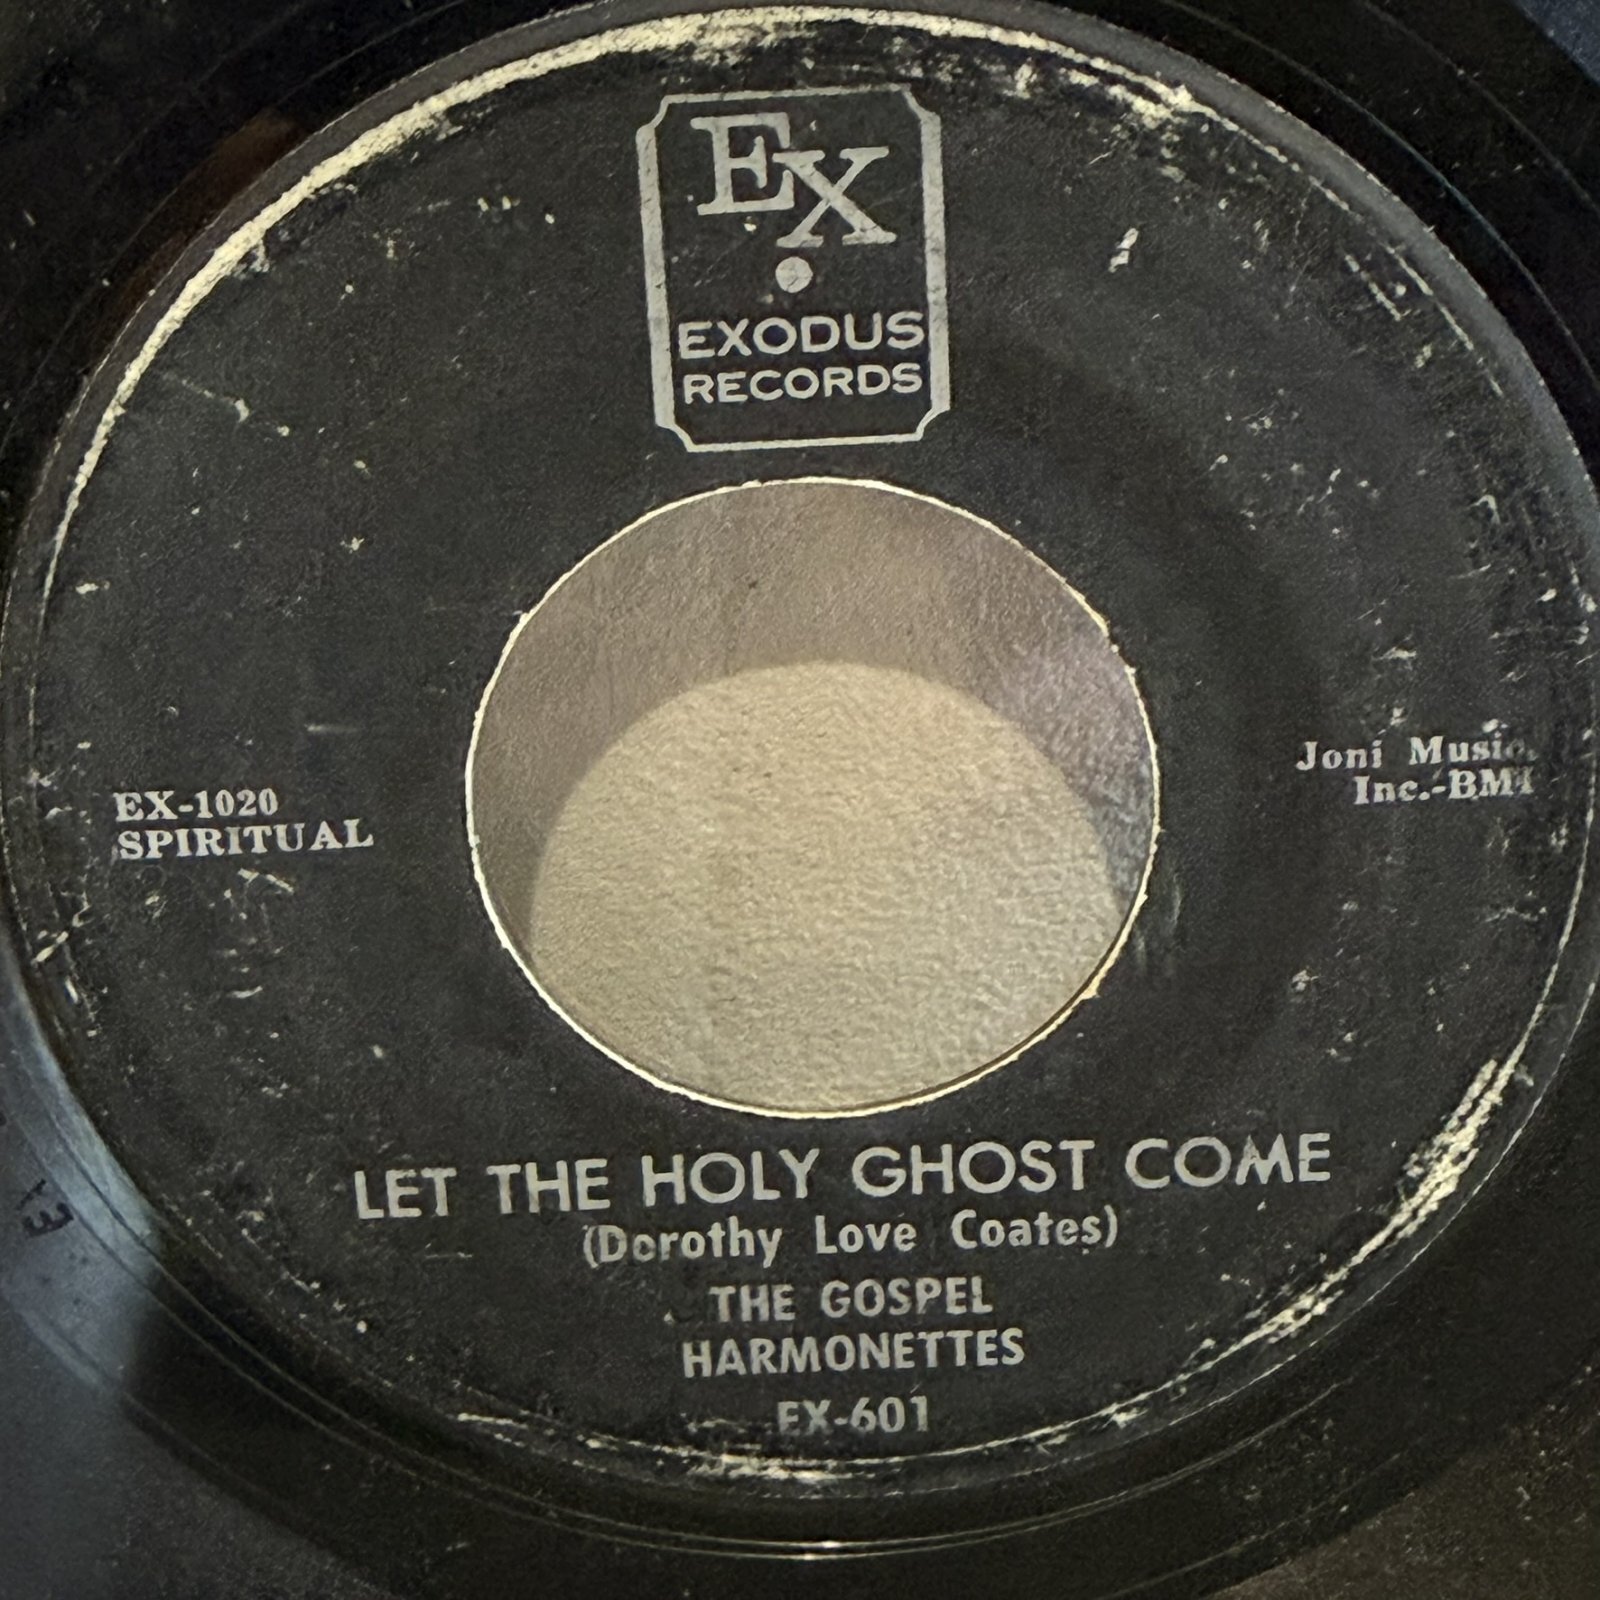 EX
EXODUS
RECORDS
EX-1020
SPIRITUAL
Joni Music
Inc.-BMI
LET THE HOLY GHOST COME
(Dorothy Love Coates)
THE GOSPEL
HARMONETTES
EX-601